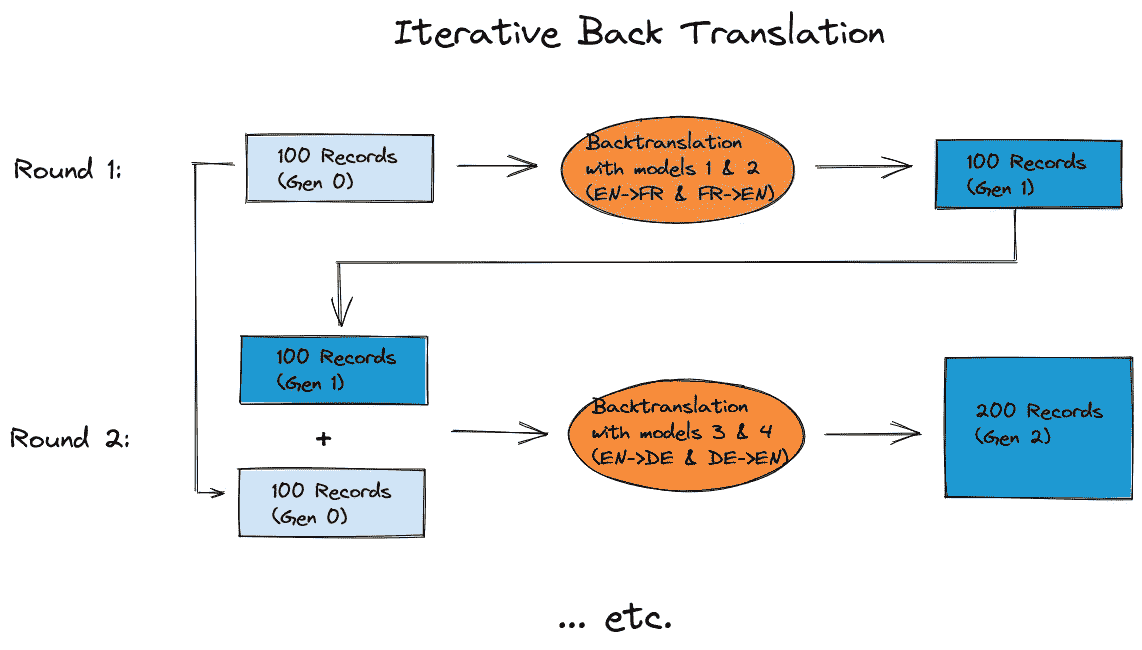 Iterative Back Translation
Round 1:
100 Records
(Gen 0)
Backtranslation
with models 1 & 2
(EN->FR & FR->EN)
100 Records
(Gen 1)
Round 2:
100 Records
(Gen 1)
+
100 Records
(Gen 0)
Backtranslation
with models 3 & 4
(EN->DE & DE->EN)
200 Records
(Gen 2)
... etc.